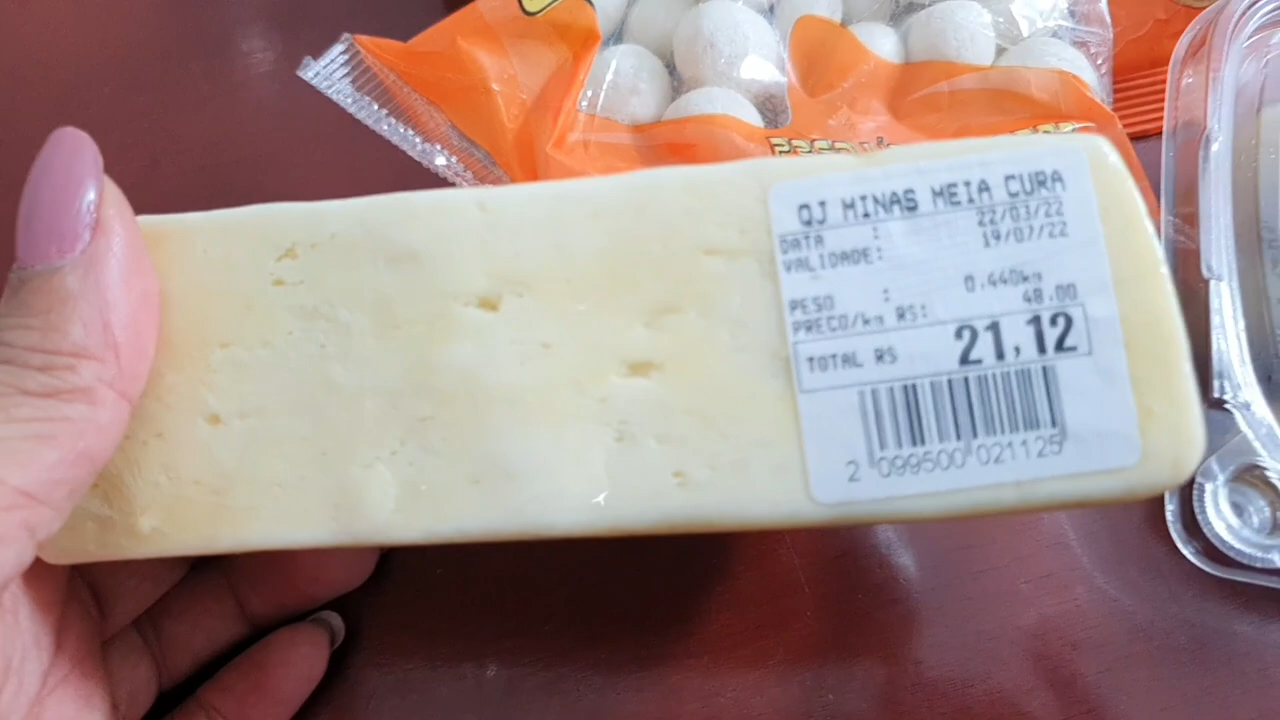 QJ MINAS MEIA CURA
DATA : 22/03/22
VALIDADE: 19/07/22
PESO : 0.440kg
PRECO/kg R$: 48.00
TOTAL R$ 21,12
2 099500 021125